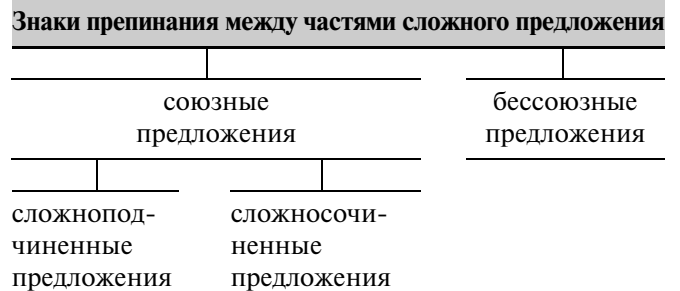 Знаки препинания между частями сложного предложения
союзные
предложения
бессоюзные
предложения
сложнопод-
чиненные
предложения
сложносочи-
ненные
предложения